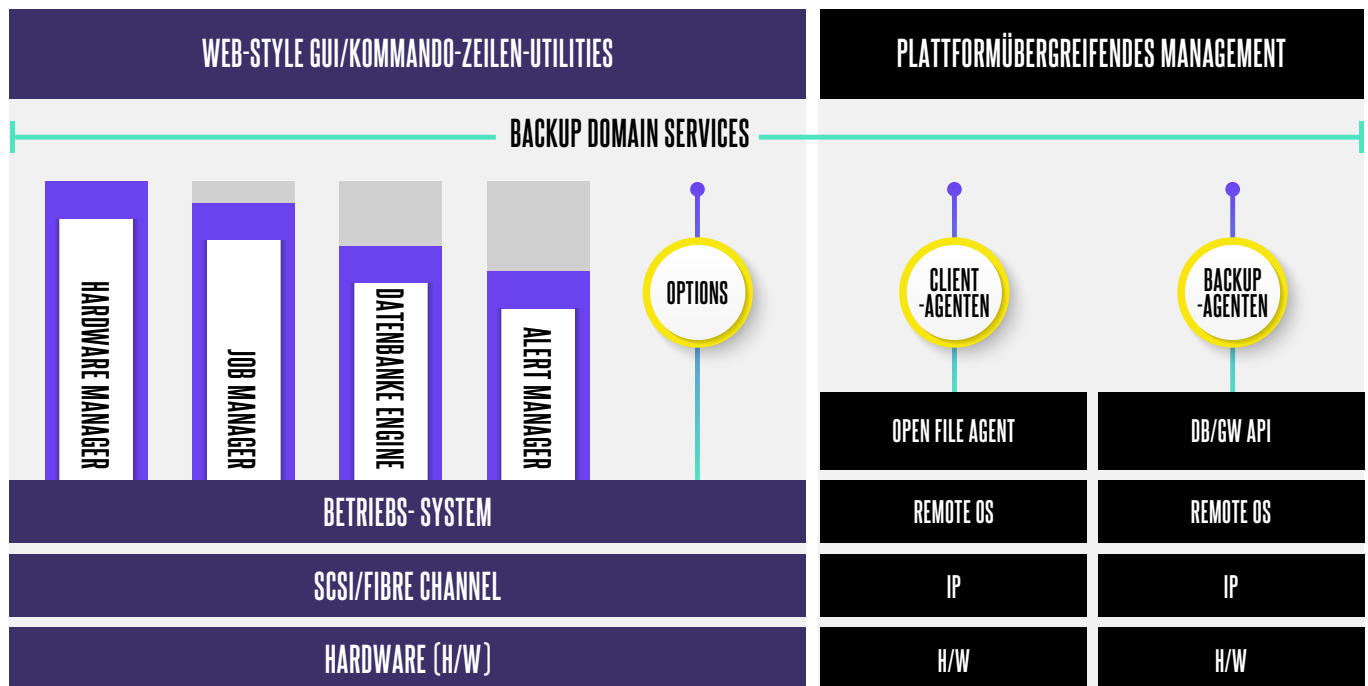 WEB-STYLE GUI/KOMMANDO-ZEILEN-UTILITIES
PLATTFORMÜBERGREIFENDES MANAGEMENT
BACKUP DOMAIN SERVICES
HARDWARE MANAGER
JOB MANAGER
DATENBANKE ENGINE
ALERT MANAGER
OPTIONS
CLIENT
-AGENTEN
BACKUP
-AGENTEN
OPEN FILE AGENT
DB/GW API
BETRIEBS- SYSTEM
REMOTE OS
REMOTE OS
SCSI/FIBRE CHANNEL
IP
IP
HARDWARE (H/W)
H/W
H/W